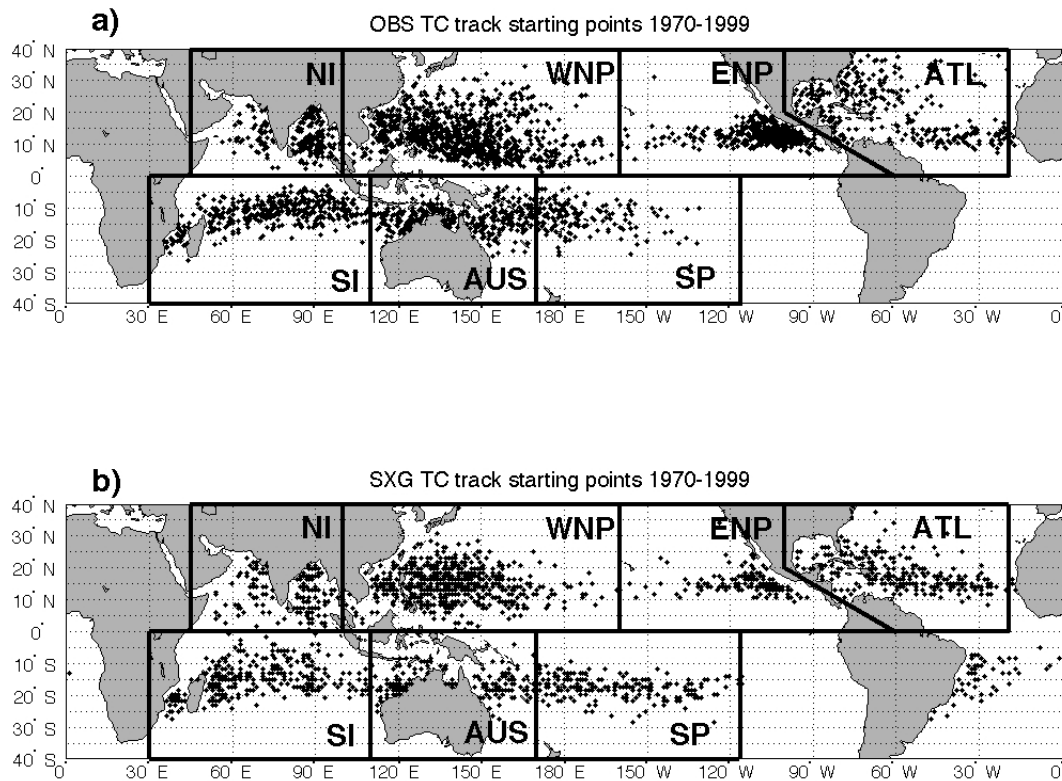 a)
OBS TC track starting points 1970-1999
40° N
30° N
20° N
10° N
0°
10° S
20° S
30° S
40° S
NI WNP ENP ATL
SI AUS SP
0° 30° E 60° E 90° E 120° E 150° E 180° E 150° W 120° W 90° W 60° W 30° W 0°
b)
SXG TC track starting points 1970-1999
40° N
30° N
20° N
10° N
0°
10° S
20° S
30° S
40° S
NI WNP ENP ATL
SI AUS SP
0° 30° E 60° E 90° E 120° E 150° E 180° E 150° W 120° W 90° W 60° W 30° W 0°